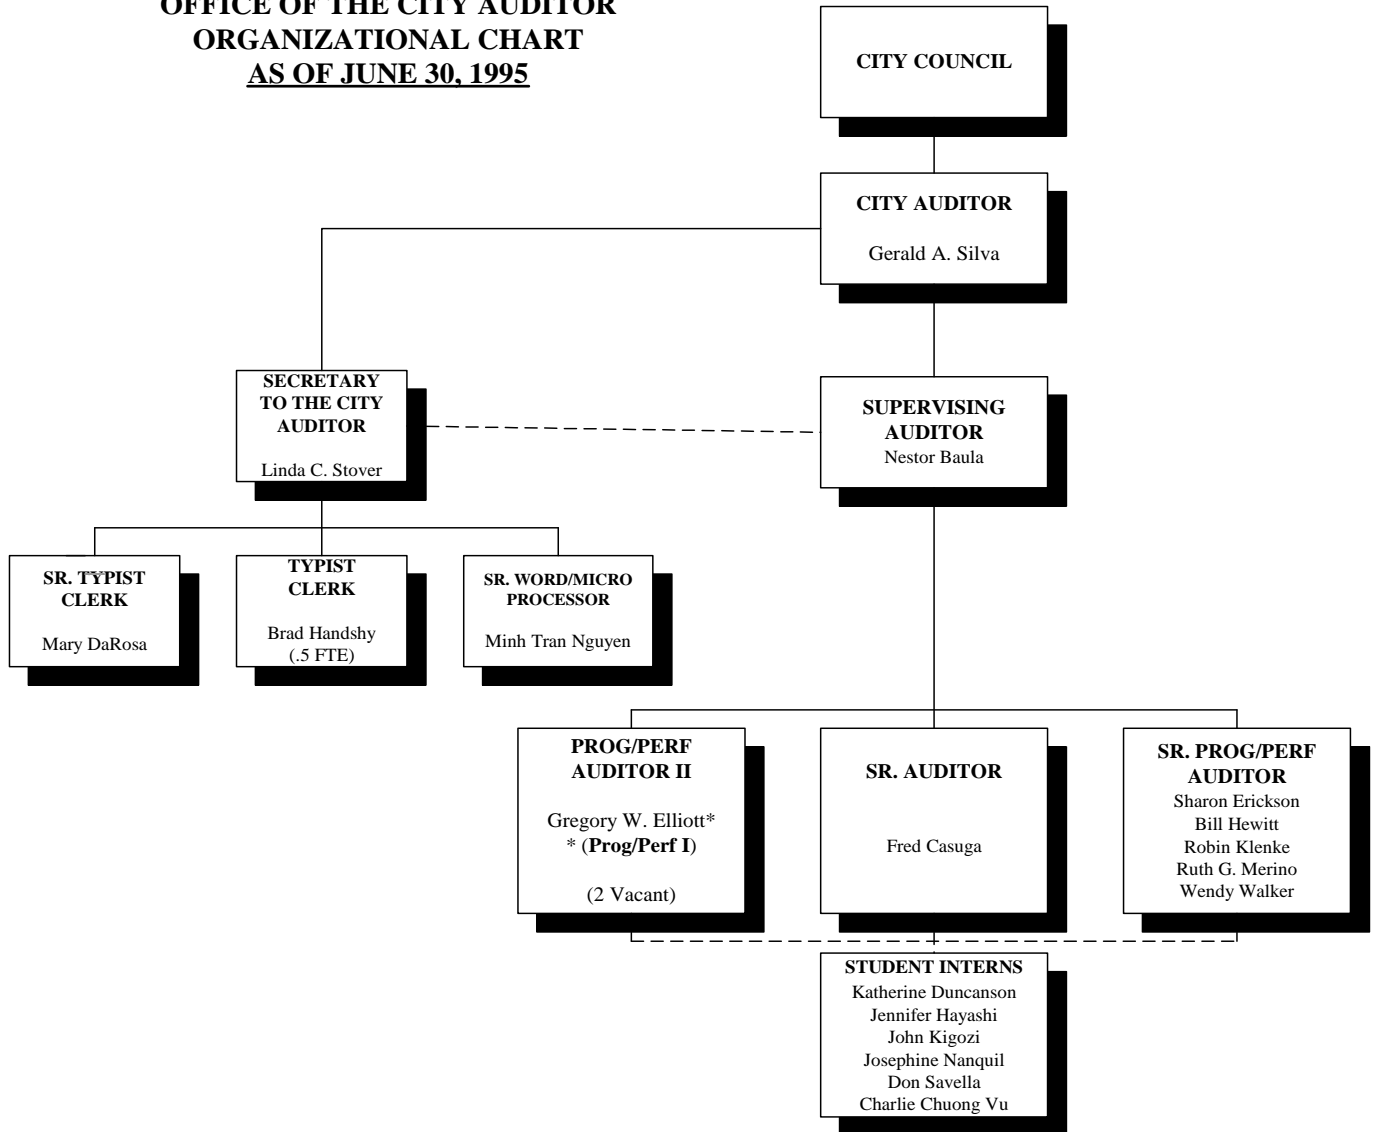 OFFICE OF THE CITY AUDITOR
ORGANIZATIONAL CHART
AS OF JUNE 30, 1995
CITY COUNCIL
CITY AUDITOR
Gerald A. Silva
SECRETARY
TO THE CITY
AUDITOR
Linda C. Stover
SUPERVISING
AUDITOR
Nestor Baula
SR. TYPIST
CLERK
Mary DaRosa
TYPIST
CLERK
Brad Handshy
(.5 FTE)
SR. WORD/MICRO
PROCESSOR
Minh Tran Nguyen
PROG/PERF
AUDITOR II
Gregory W. Elliott*
* (Prog/Perf I)
(2 Vacant)
SR. AUDITOR
Fred Casuga
SR. PROG/PERF
AUDITOR
Sharon Erickson
Bill Hewitt
Robin Klenke
Ruth G. Merino
Wendy Walker
STUDENT INTERNS
Katherine Duncanson
Jennifer Hayashi
John Kigozi
Josephine Nanquil
Don Savella
Charlie Chuong Vu